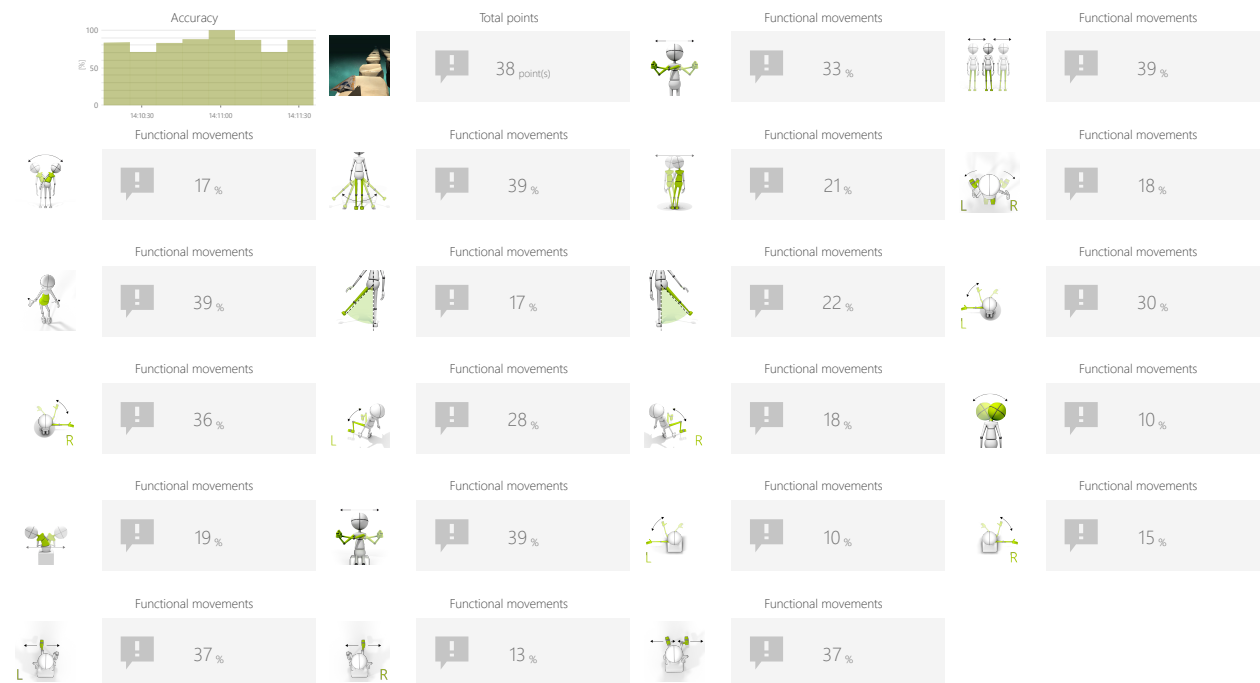 Accuracy
Total points
Functional movements
Functional movements
100
[%]
50
0
14:10:30
14:11:00
14:11:30
38 point(s)
33 %
39 %
Functional movements
Functional movements
Functional movements
Functional movements
17 %
39 %
21 %
L
R
18 %
Functional movements
Functional movements
Functional movements
Functional movements
39 %
17 %
22 %
L
30 %
Functional movements
Functional movements
Functional movements
Functional movements
R
36 %
L
28 %
R
18 %
10 %
Functional movements
Functional movements
Functional movements
Functional movements
19 %
39 %
L
10 %
R
15 %
Functional movements
Functional movements
Functional movements
L
37 %
R
13 %
37 %